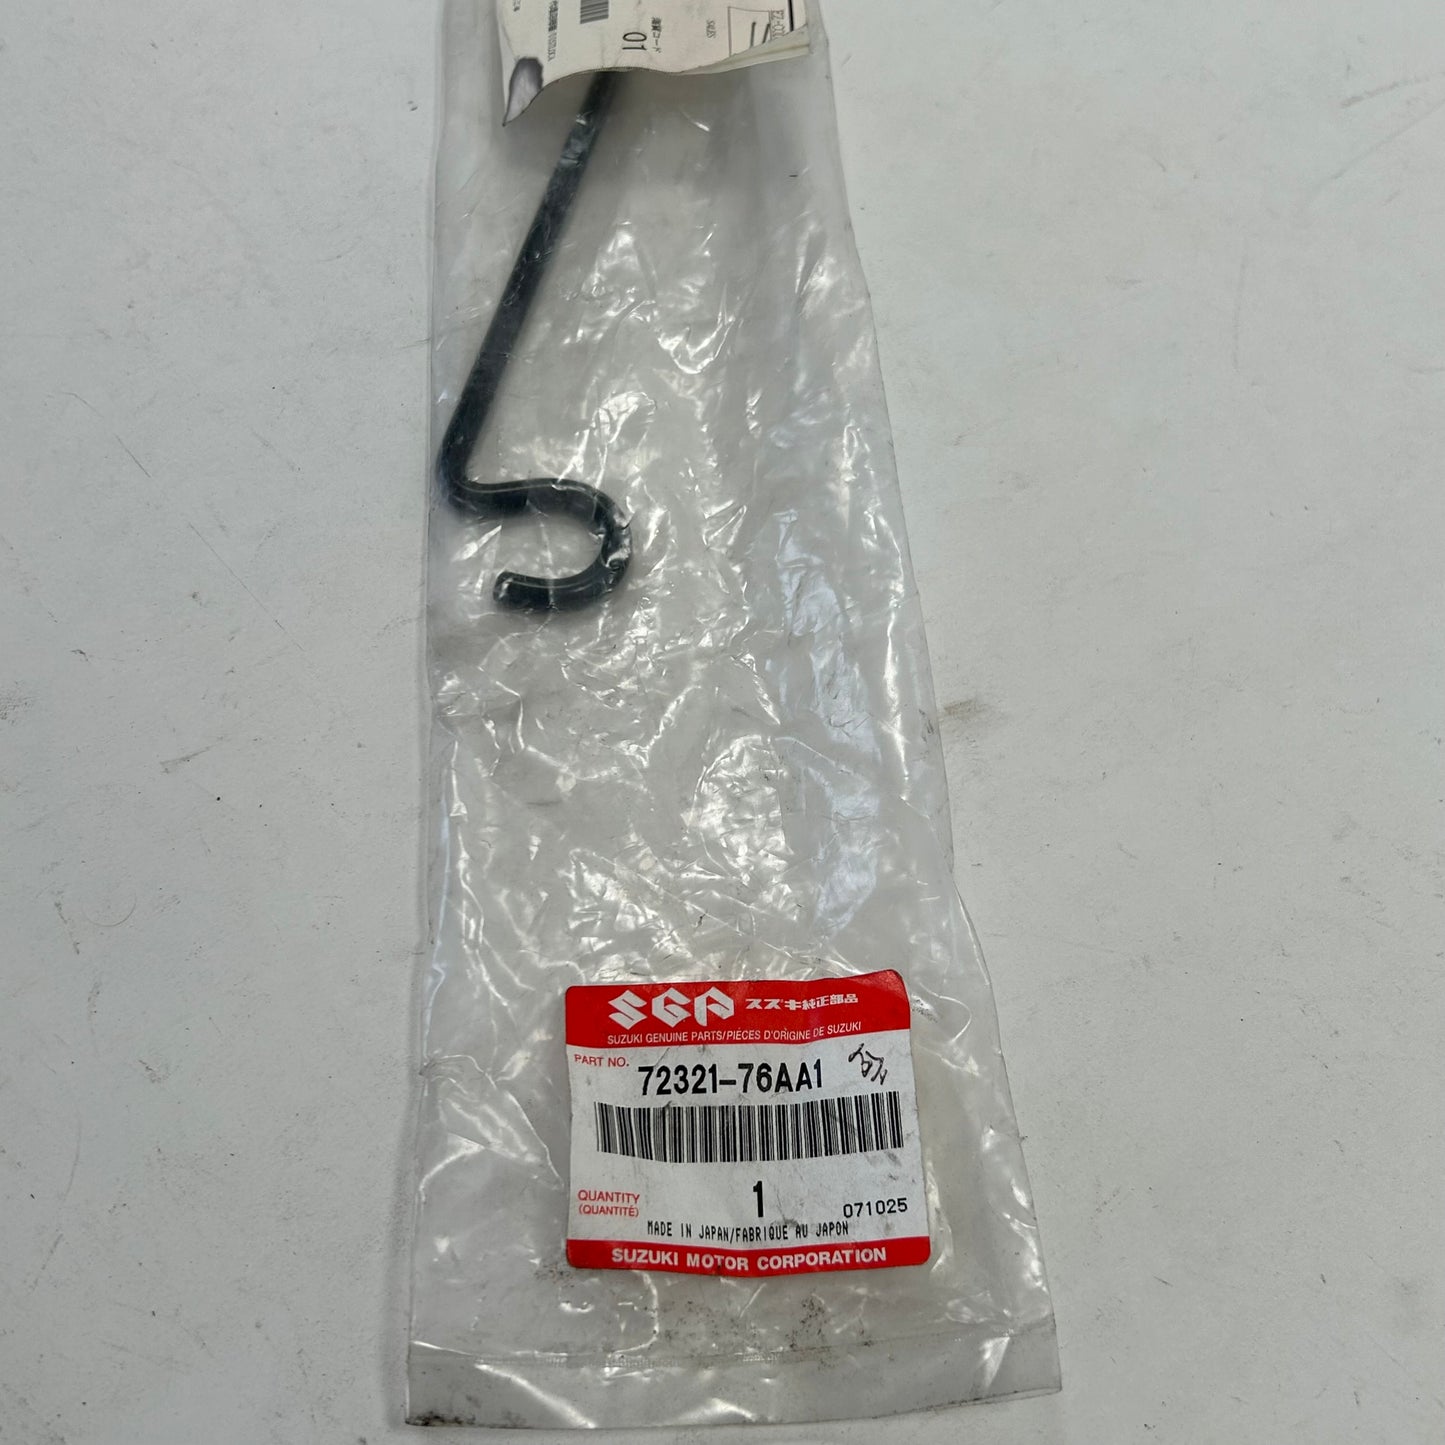 01
SALES
SGP スズキ純正部品
SUZUKI GENUINE PARTS/PIÈCES D'ORIGINE DE SUZUKI
PART NO. 72321-76AA1
QUANTITY
(QUANTITÉ)
1
071025
MADE IN JAPAN/FABRIQUE AU JAPON
SUZUKI MOTOR CORPORATION